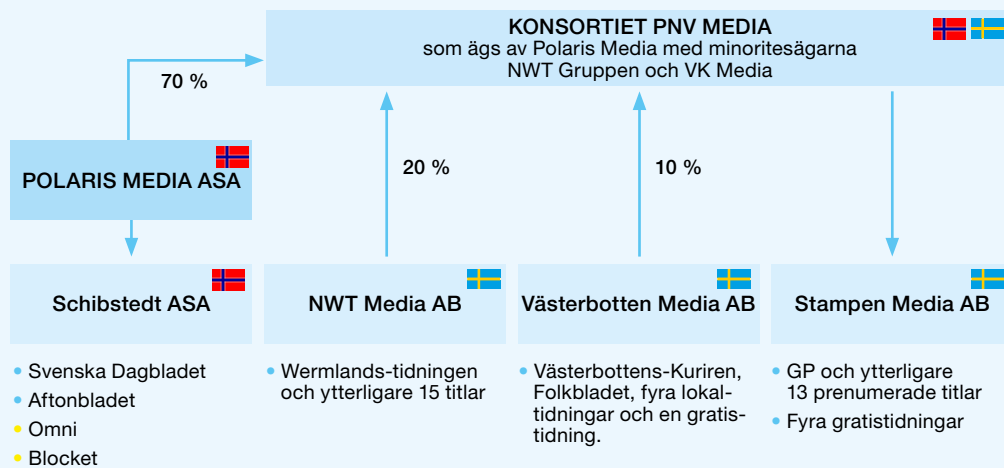 KONSORTIET PNV MEDIA
som ägs av Polaris Media med minoritesägarna
NWT Gruppen och VK Media
70 %
POLARIS MEDIA ASA
20 %
10 %
Schibstedt ASA
NWT Media AB
Västerbotten Media AB
Stampen Media AB
• Svenska Dagbladet
• Aftonbladet
• Omni
• Blocket
• Wermlands-tidningen
och ytterligare 15 titlar
• Västerbottens-Kuriren,
Folkbladet, fyra lokal-
tidningar och en gratis-
tidning.
• GP och ytterligare
13 prenumerade titlar
• Fyra gratistidningar